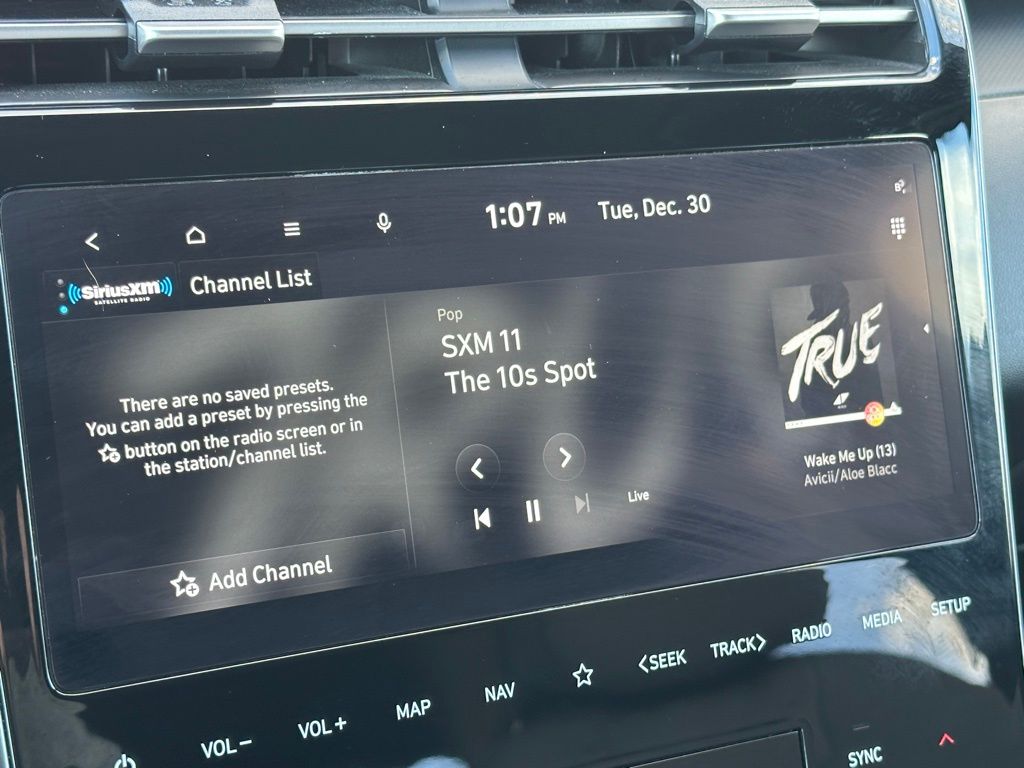 1:07 PM
Tue, Dec. 30
SiriusXM
SATELLITE RADIO
Channel List
There are no saved presets.
You can add a preset by pressing the
button on the radio screen or in
the station/channel list.
Add Channel
Pop
SXM 11
The 10s Spot
Live
TRUE
Wake Me Up (13)
Avicii/Aloe Blacc
VOL−
VOL+
MAP
NAV
<SEEK
TRACK>
RADIO
MEDIA
SETUP
SYNC